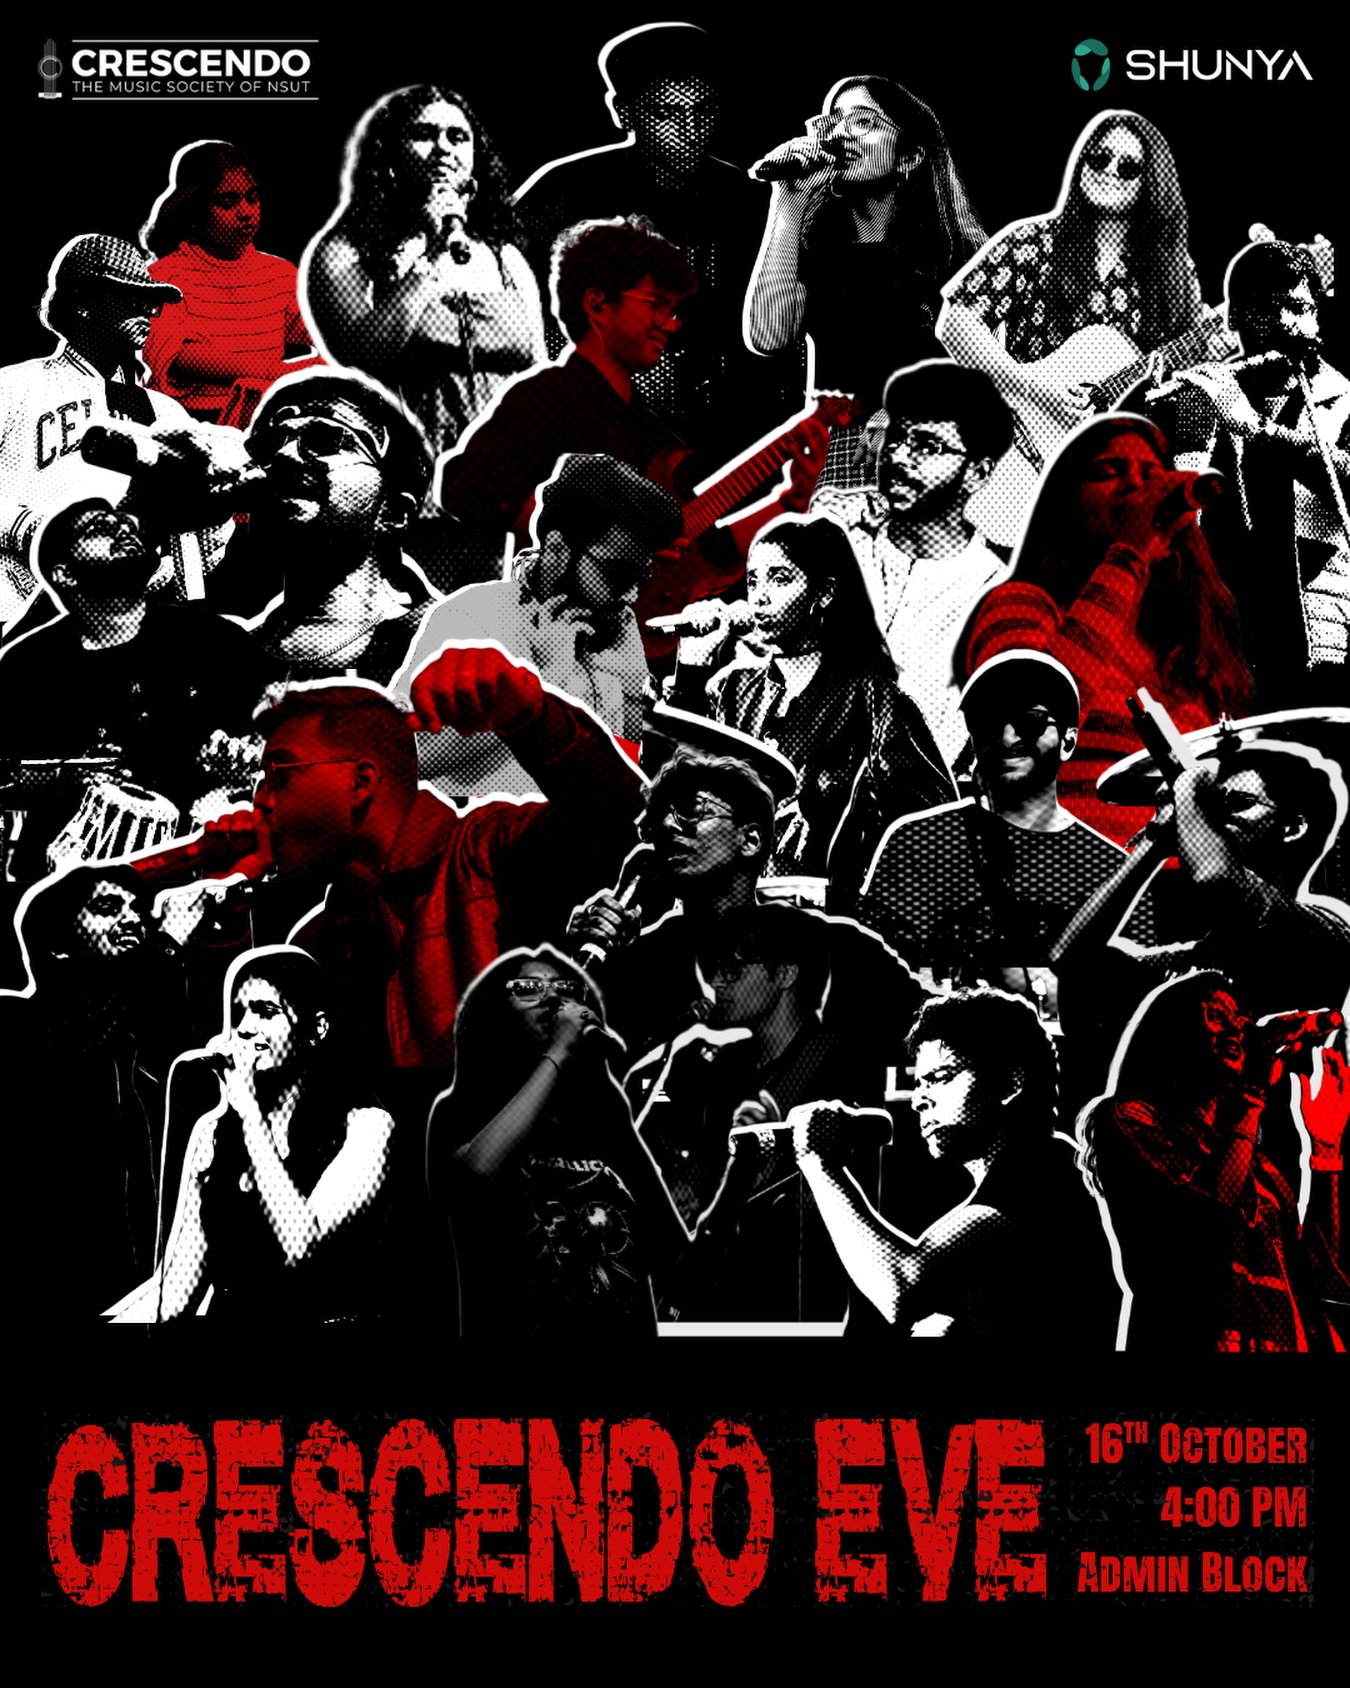 CRESCENDO
THE MUSIC SOCIETY OF NSUT
SHUNYA
CRESCENDO EVE
16TH OCTOBER
4:00 PM
ADMIN BLOCK